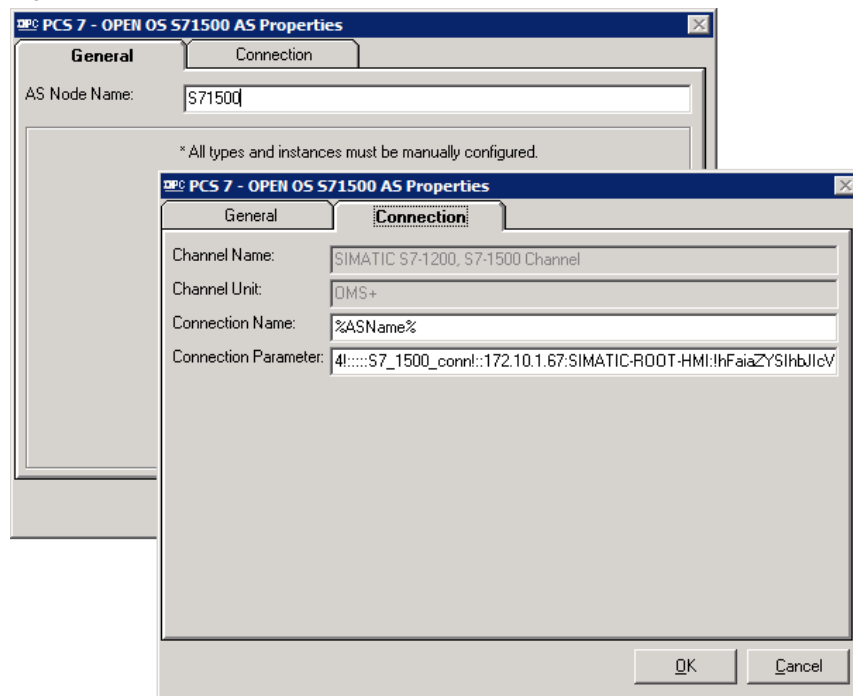 PCS 7 - OPEN OS S71500 AS Properties
General
Connection
AS Node Name:
S71500
* All types and instances must be manually configured.
PCS 7 - OPEN OS S71500 AS Properties
General
Connection
Channel Name:
SIMATIC S7-1200, S7-1500 Channel
Channel Unit:
OMS+
Connection Name:
%ASName%
Connection Parameter:
4!:::::S7_1500_conn!::172.10.1.67:SIMATIC-ROOT-HMI:!hFaiaZYSIhbJIcV
OK
Cancel